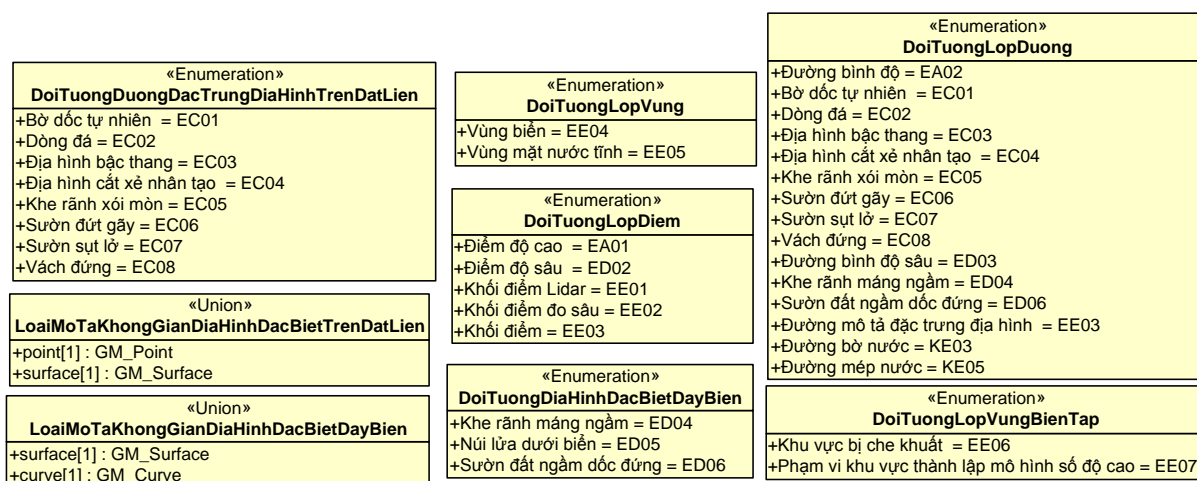 «Enumeration»
DoiTuongDuongDacTrungDiaHinhTrenDatLien
+Bờ dốc tự nhiên = EC01
+Dòng đá = EC02
+Địa hình bậc thang = EC03
+Địa hình cắt xẻ nhân tạo = EC04
+Khe rãnh xói mòn = EC05
+Sườn đứt gãy = EC06
+Sườn sụt lở = EC07
+Vách đứng = EC08
«Union»
LoaiMoTaKhongGianDiaHinhDacBietTrenDatLien
+point[1] : GM_Point
+surface[1] : GM_Surface
«Union»
LoaiMoTaKhongGianDiaHinhDacBietDayBien
+surface[1] : GM_Surface
+curve[1] : GM_Curve
«Enumeration»
DoiTuongLopVung
+Vùng biển = EE04
+Vùng mặt nước tĩnh = EE05
«Enumeration»
DoiTuongLopDiem
+Điểm độ cao = EA01
+Điểm độ sâu = ED02
+Khối điểm Lidar = EE01
+Khối điểm đo sâu = EE02
+Khối điểm = EE03
«Enumeration»
DoiTuongDiaHinhDacBietDayBien
+Khe rãnh máng ngầm = ED04
+Núi lửa dưới biển = ED05
+Sườn đất ngầm dốc đứng = ED06
«Enumeration»
DoiTuongLopDuong
+Đường bình độ = EA02
+Bờ dốc tự nhiên = EC01
+Dòng đá = EC02
+Địa hình bậc thang = EC03
+Địa hình cắt xẻ nhân tạo = EC04
+Khe rãnh xói mòn = EC05
+Sườn đứt gãy = EC06
+Sườn sụt lở = EC07
+Vách đứng = EC08
+Đường bình độ sâu = ED03
+Khe rãnh máng ngầm = ED04
+Sườn đất ngầm dốc đứng = ED06
+Đường mô tả đặc trưng địa hình = EE03
+Đường bờ nước = KE03
+Đường mép nước = KE05
«Enumeration»
DoiTuongLopVungBienTap
+Khu vực bị che khuất = EE06
+Phạm vi khu vực thành lập mô hình số độ cao = EE07